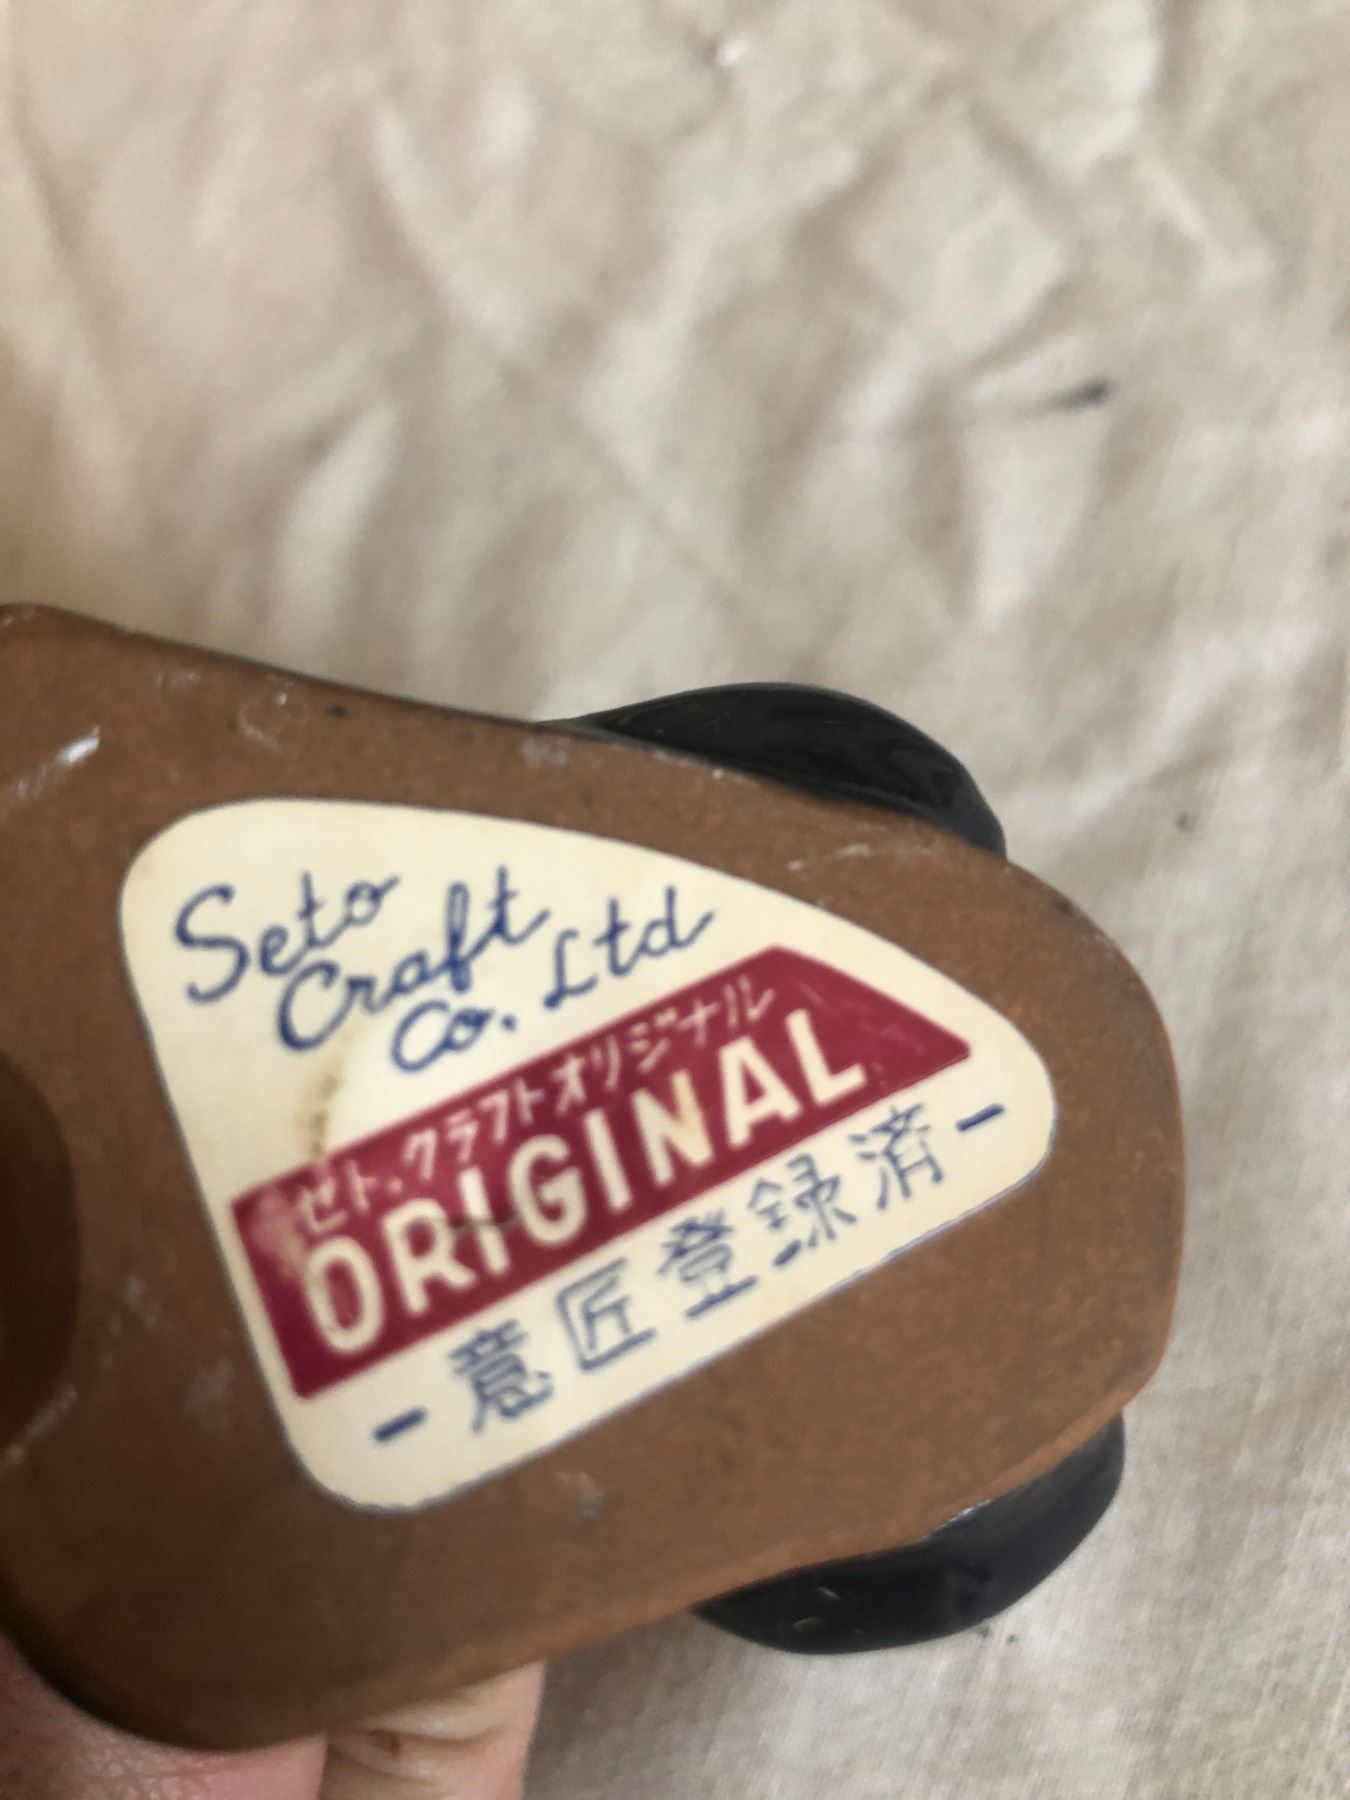 Seto
Craft
Co. Ltd
セト.クラフトオリジナル
ORIGINAL
-意匠登録済-